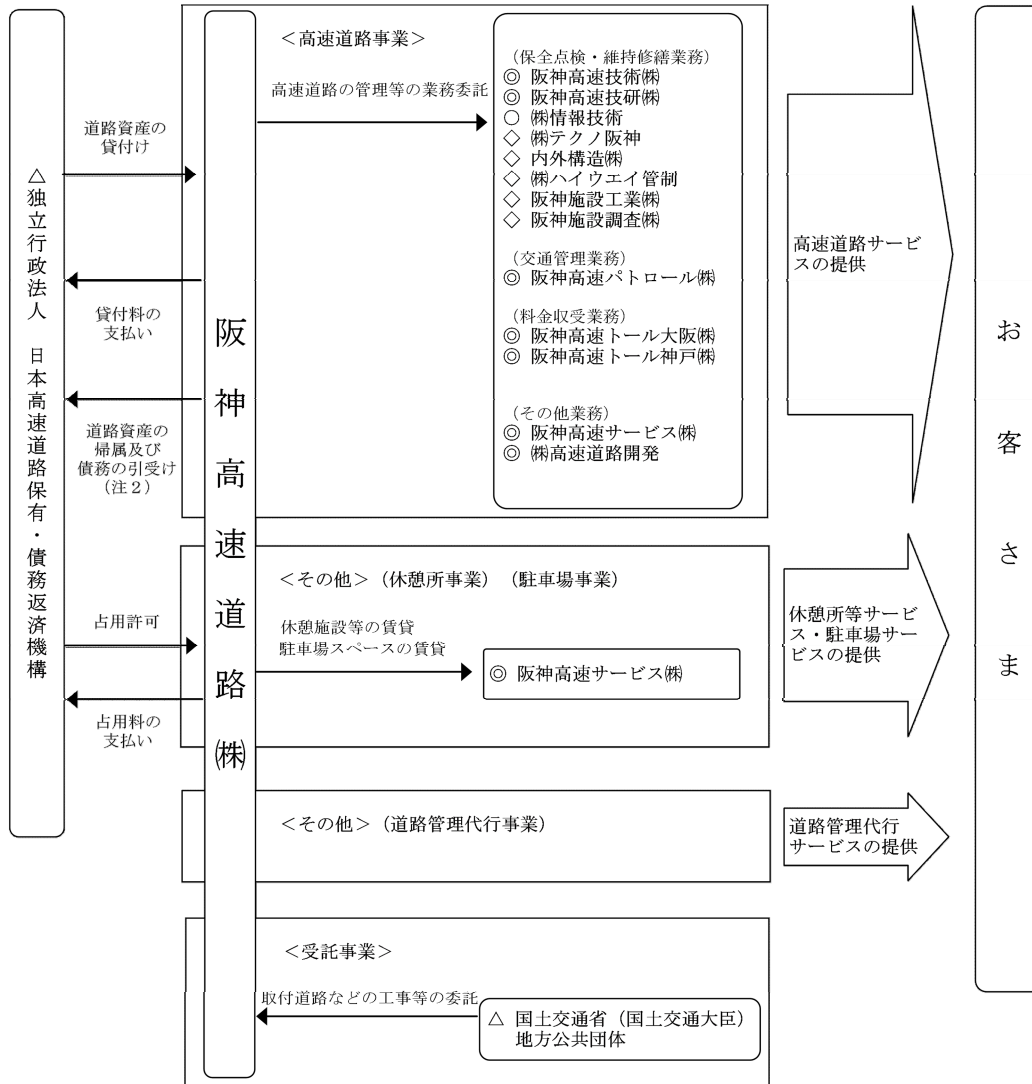 △独立行政法人 日本高速道路保有・債務返済機構
道路資産の
貸付け
貸付料の
支払い
道路資産の
帰属及び
債務の引受け
（注２）
占用許可
占用料の
支払い
阪神高速道路㈱
＜高速道路事業＞
高速道路の管理等の業務委託
（保全点検・維持修繕業務）
◎ 阪神高速技術㈱
◎ 阪神高速技研㈱
○ ㈱情報技術
◇ ㈱テクノ阪神
◇ 内外構造㈱
◇ ㈱ハイウエイ管制
◇ 阪神施設工業㈱
◇ 阪神施設調査㈱
（交通管理業務）
◎ 阪神高速パトロール㈱
（料金収受業務）
◎ 阪神高速トール大阪㈱
◎ 阪神高速トール神戸㈱
（その他業務）
◎ 阪神高速サービス㈱
◎ ㈱高速道路開発
高速道路サービ
スの提供
＜その他＞（休憩所事業）（駐車場事業）
休憩施設等の賃貸
駐車場スペースの賃貸
◎ 阪神高速サービス㈱
休憩所等サービ
ス・駐車場サー
ビスの提供
＜その他＞（道路管理代行事業）
道路管理代行
サービスの提供
＜受託事業＞
取付道路などの工事等の委託
△ 国土交通省（国土交通大臣）
地方公共団体
お客さま